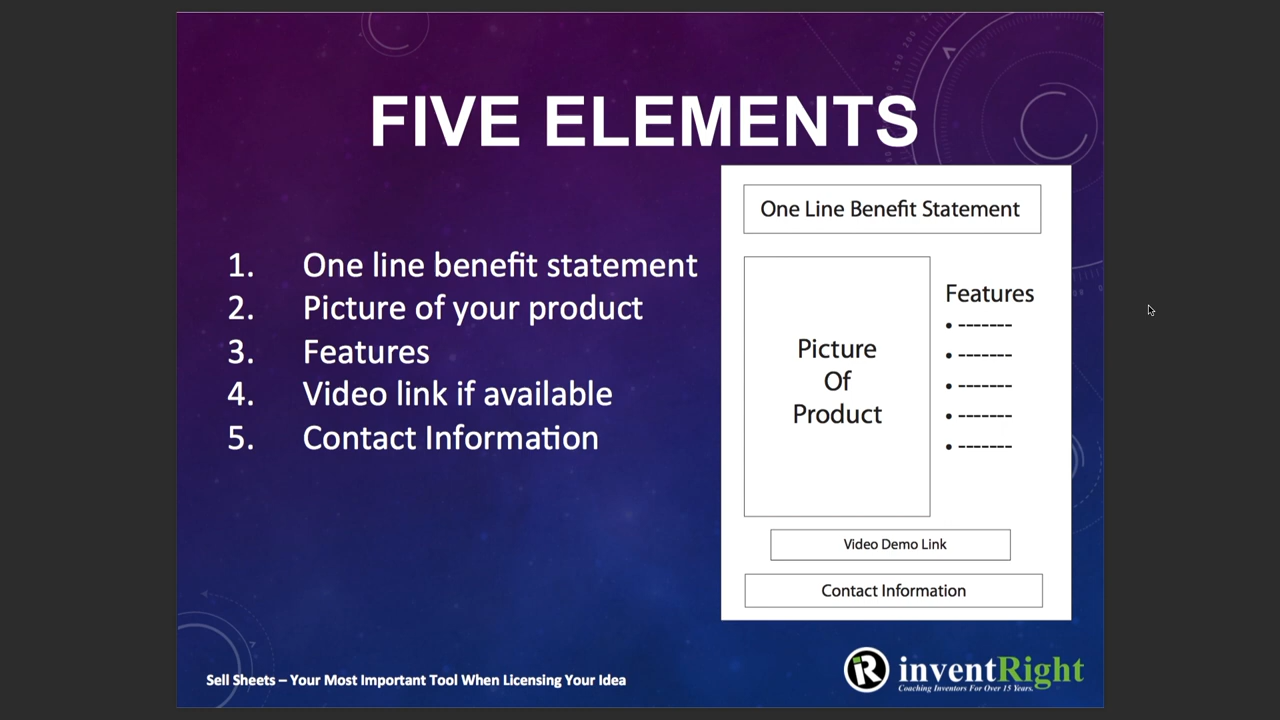 FIVE ELEMENTS
1. One line benefit statement
2. Picture of your product
3. Features
4. Video link if available
5. Contact Information
One Line Benefit Statement
Picture
Of
Product
Features
• -------
• -------
• -------
• -------
• -------
Video Demo Link
Contact Information
Sell Sheets – Your Most Important Tool When Licensing Your Idea
iR inventRight
Coaching Inventors For Over 15 Years.